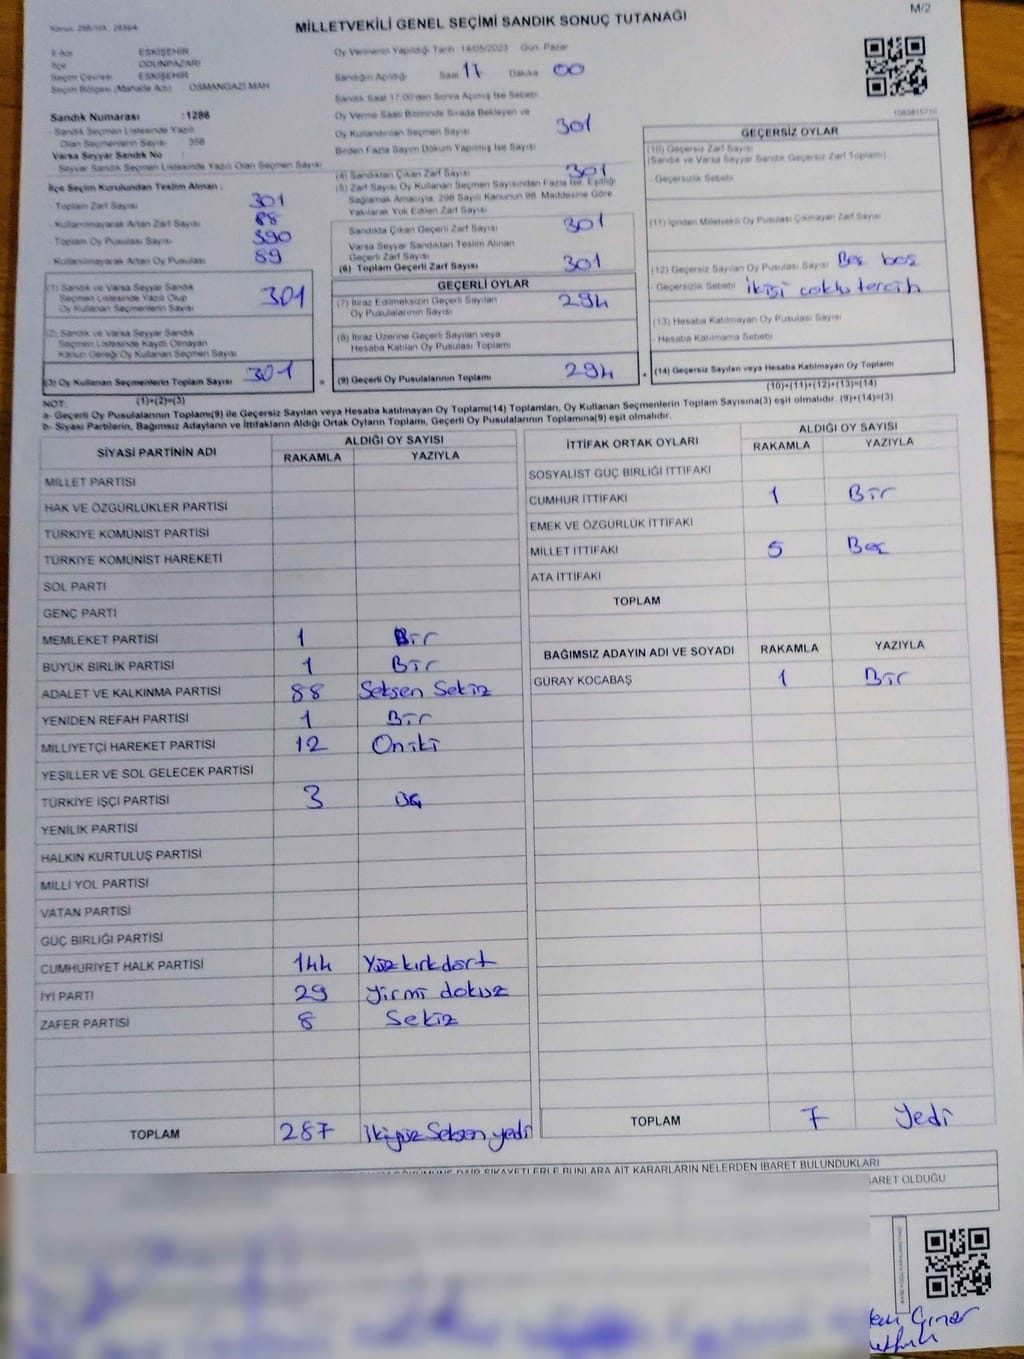 M/2
MİLLETVEKİLİ GENEL SEÇİMİ SANDIK SONUÇ TUTANAĞI
İl Adı : ESKİŞEHİR
İlçe : ODUNPAZARI
Seçim Çevresi : ESKİŞEHİR
Seçim Bölgesi (Mahalle Adı) : OSMANGAZİ MAH
Sandık Numarası : 1286
- Sandık Seçmen Listesinde Yazılı
Olan Seçmenlerin Sayısı : 358
Varsa Seyyar Sandık No
Seyyar Sandık Seçmen Listesinde Yazılı Olan Seçmen Sayısı :
İlçe Seçim Kurulundan Teslim Alınan :
- Toplam Zarf Sayısı 301
- Kullanılmayarak Artan Zarf Sayısı 88
- Toplam Oy Pusulası Sayısı 390
- Kullanılmayarak Artan Oy Pusulası 89
(1) Sandık ve Varsa Seyyar Sandık
Seçmen Listesinde Yazılı Olup
Oy Kullanan Seçmenlerin Sayısı 301
(2) Sandık ve Varsa Seyyar Sandık
Seçmen Listesinde Kayıtlı Olmayan
Kanun Gereği Oy Kullanan Seçmen Sayısı
(3) Oy Kullanan Seçmenlerin Toplam Sayısı 301
(1)+(2)=(3)
Oy Vermenin Yapıldığı Tarih : 14/05/2023 Gün: Pazar
Sandığın Açıldığı : Saat 17 Dakika 00
Sandık Saat 17:00'den Sonra Açılmış İse Sebebi
Oy Verme Saati Bitiminde Sırada Bekleyen ve
Oy Kullandırılan Seçmen Sayısı 301
Birden Fazla Sayım Döküm Yapılmış İse Sayısı
(4) Sandıktan Çıkan Zarf Sayısı 301
(5) Zarf Sayısı Oy Kullanan Seçmen Sayısından Fazla İse, Eşitliği
Sağlamak Amacıyla, 298 Sayılı Kanunun 98. Maddesine Göre
Yakılarak Yok Edilen Zarf Sayısı
Sandıkta Çıkan Geçerli Zarf Sayısı 301
Varsa Seyyar Sandıktan Teslim Alınan
Geçerli Zarf Sayısı
(6) Toplam Geçerli Zarf Sayısı 301
GEÇERLİ OYLAR
(7) İtiraz Edilmeksizin Geçerli Sayılan
Oy Pusulalarının Sayısı 294
(8) İtiraz Üzerine Geçerli Sayılan veya
Hesaba Katılan Oy Pusulası Toplamı
= (9) Geçerli Oy Pusulalarının Toplamı 294
GEÇERSİZ OYLAR
(10) Geçersiz Zarf Sayısı
(Sandık ve Varsa Seyyar Sandık Geçersiz Zarf Toplamı)
- Geçersizlik Sebebi
(11) İçinden Milletvekili Oy Pusulası Çıkmayan Zarf Sayısı
(12) Geçersiz Sayılan Oy Pusulası Sayısı Beş boş
- Geçersizlik Sebebi ikisi çoklu tercih
(13) Hesaba Katılmayan Oy Pusulası Sayısı
- Hesaba Katılmama Sebebi
+ (14) Geçersiz Sayılan veya Hesaba Katılmayan Oy Toplamı
(10)+(11)+(12)+(13)=(14)
NOT:
a- Geçerli Oy Pusulalarının Toplamı(9) ile Geçersiz Sayılan veya Hesaba katılmayan Oy Toplamı(14) Toplamları, Oy Kullanan Seçmenlerin Toplam Sayısına(3) eşit olmalıdır. (9)+(14)=(3)
b- Siyasi Partilerin, Bağımsız Adayların ve İttifakların Aldığı Ortak Oyların Toplamı, Geçerli Oy Pusulalarının Toplamına(9) eşit olmalıdır.
SİYASİ PARTİNİN ADI ALDIĞI OY SAYISI
RAKAMLA YAZIYLA
MİLLET PARTİSİ
HAK VE ÖZGÜRLÜKLER PARTİSİ
TÜRKİYE KOMÜNİST PARTİSİ
TÜRKİYE KOMÜNİST HAREKETİ
SOL PARTİ
GENÇ PARTİ
MEMLEKET PARTİSİ 1 Bir
BÜYÜK BİRLİK PARTİSİ 1 Bir
ADALET VE KALKINMA PARTİSİ 88 Seksen Sekiz
YENİDEN REFAH PARTİSİ 1 Bir
MİLLİYETÇİ HAREKET PARTİSİ 12 Oniki
YEŞİLLER VE SOL GELECEK PARTİSİ
TÜRKİYE İŞÇİ PARTİSİ 3 üç
YENİLİK PARTİSİ
HALKIN KURTULUŞ PARTİSİ
MİLLİ YOL PARTİSİ
VATAN PARTİSİ
GÜÇ BİRLİĞİ PARTİSİ
CUMHURİYET HALK PARTİSİ 144 Yüz kırk dört
İYİ PARTİ 29 yirmi dokuz
ZAFER PARTİSİ 8 Sekiz
TOPLAM 287 ikiyüz Seksen yedi
İTTİFAK ORTAK OYLARI ALDIĞI OY SAYISI
RAKAMLA YAZIYLA
SOSYALİST GÜÇ BİRLİĞİ İTTİFAKI
CUMHUR İTTİFAKI 1 Bir
EMEK VE ÖZGÜRLÜK İTTİFAKI
MİLLET İTTİFAKI 5 Beş
ATA İTTİFAKI
TOPLAM
BAĞIMSIZ ADAYIN ADI VE SOYADI RAKAMLA YAZIYLA
GÜRAY KOCABAŞ 1 Bir
TOPLAM 7 Yedi
DAİR ŞİKAYETLERLE BUNLARA AİT KARARLARIN NELERDEN İBARET BULUNDUKLARI
OLDUĞU